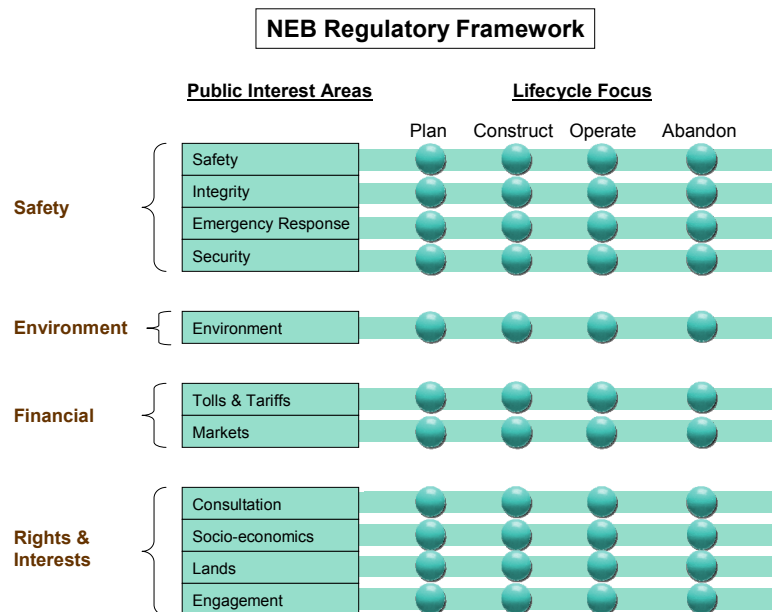 NEB Regulatory Framework
Public Interest Areas
Lifecycle Focus
Plan Construct Operate Abandon
Safety
Safety
Integrity
Emergency Response
Security
Environment
Environment
Financial
Tolls & Tariffs
Markets
Rights &
Interests
Consultation
Socio-economics
Lands
Engagement